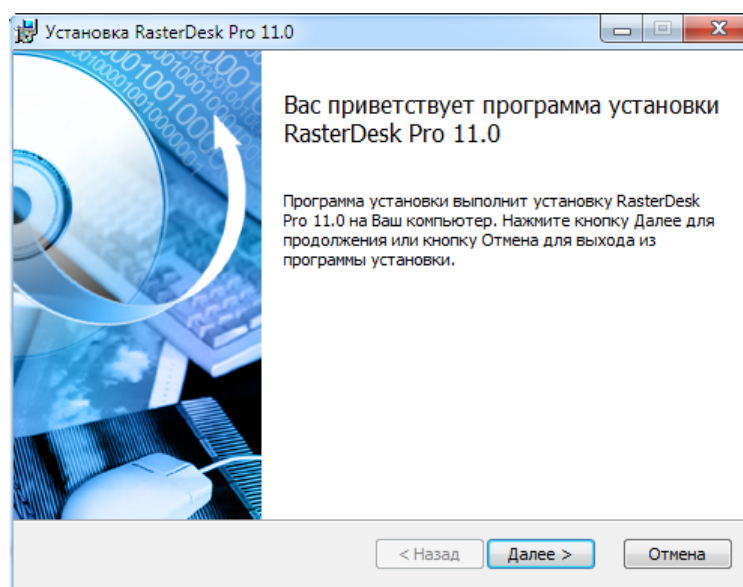 Установка RasterDesk Pro 11.0
Вас приветствует программа установки
RasterDesk Pro 11.0
Программа установки выполнит установку RasterDesk
Pro 11.0 на Ваш компьютер. Нажмите кнопку Далее для
продолжения или кнопку Отмена для выхода из
программы установки.
< Назад
Далее >
Отмена